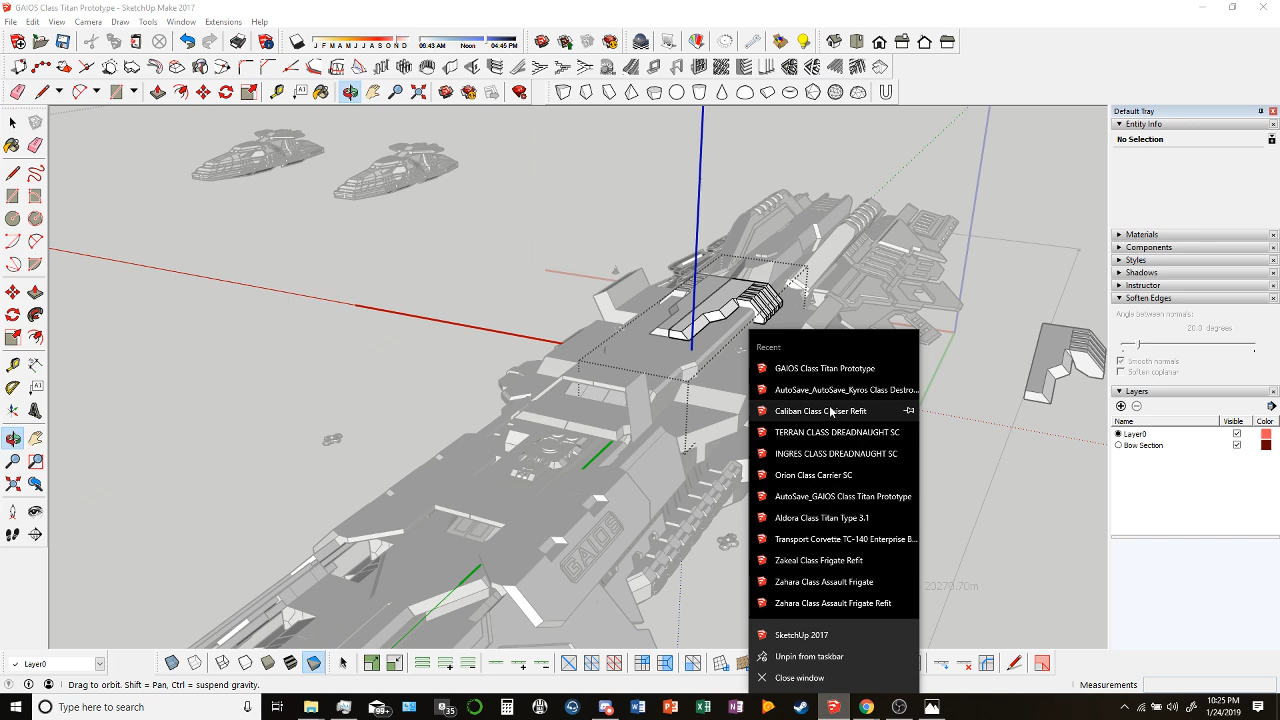 GAIOS Class Titan Prototype - SketchUp Make 2017
File Edit View Camera Draw Tools Window Extensions Help
J F M A M J J A S O N D 06:43 AM Noon 04:45 PM
Default Tray
Entity Info
No Selection
Materials
Components
Styles
Shadows
Instructor
Soften Edges
Angle between normals:
20.0 degrees
Smooth normals
Soften coplanar
Layers
Name Visible Color
Layer0
Bow Section
GAIOS
20270.70m
Recent
GAIOS Class Titan Prototype
AutoSave_AutoSave_Kyros Class Destro...
Caliban Class Cruiser Refit
TERRAN CLASS DREADNAUGHT SC
INGRES CLASS DREADNAUGHT SC
Orion Class Carrier SC
AutoSave_GAIOS Class Titan Prototype
Aldora Class Titan Type 3.1
Transport Corvette TC-140 Enterprise B...
Zakeal Class Frigate Refit
Zahara Class Assault Frigate
Zahara Class Assault Frigate Refit
SketchUp 2017
Unpin from taskbar
Close window
Layer0
Drag to orbit. Shift = Pan, Ctrl = suspend gravity.
Measurements
Type here to search
99+
35
10:25 PM
1/24/2019